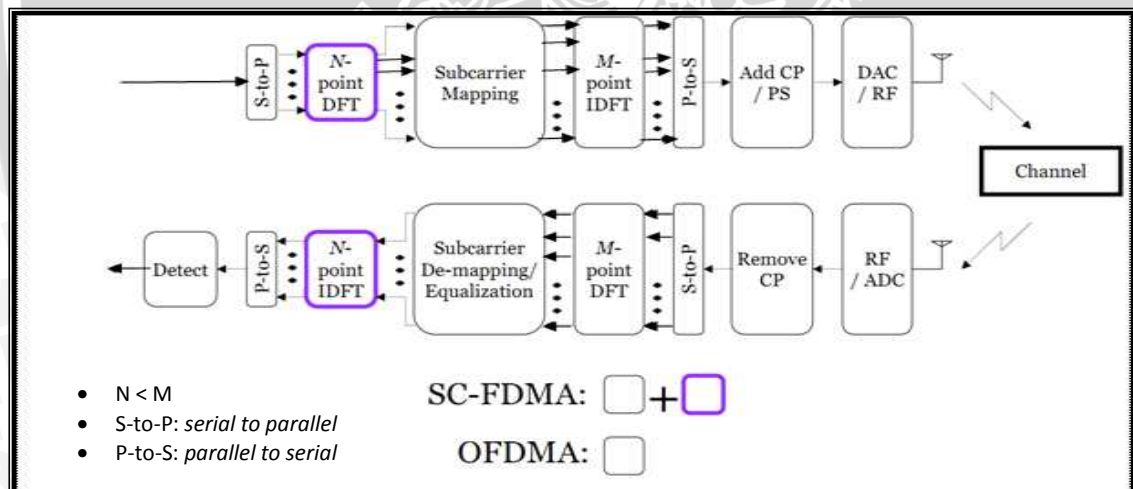 S-to-P
N-
point
DFT
Subcarrier
Mapping
M-
point
IDFT
P-to-S
Add CP
/ PS
DAC
/ RF
Channel
Detect
P-to-S
N-
point
IDFT
Subcarrier
De-mapping/
Equalization
M-
point
DFT
S-to-P
Remove
CP
RF
/ ADC
• N < M
• S-to-P: serial to parallel
• P-to-S: parallel to serial
SC-FDMA: +
OFDMA: